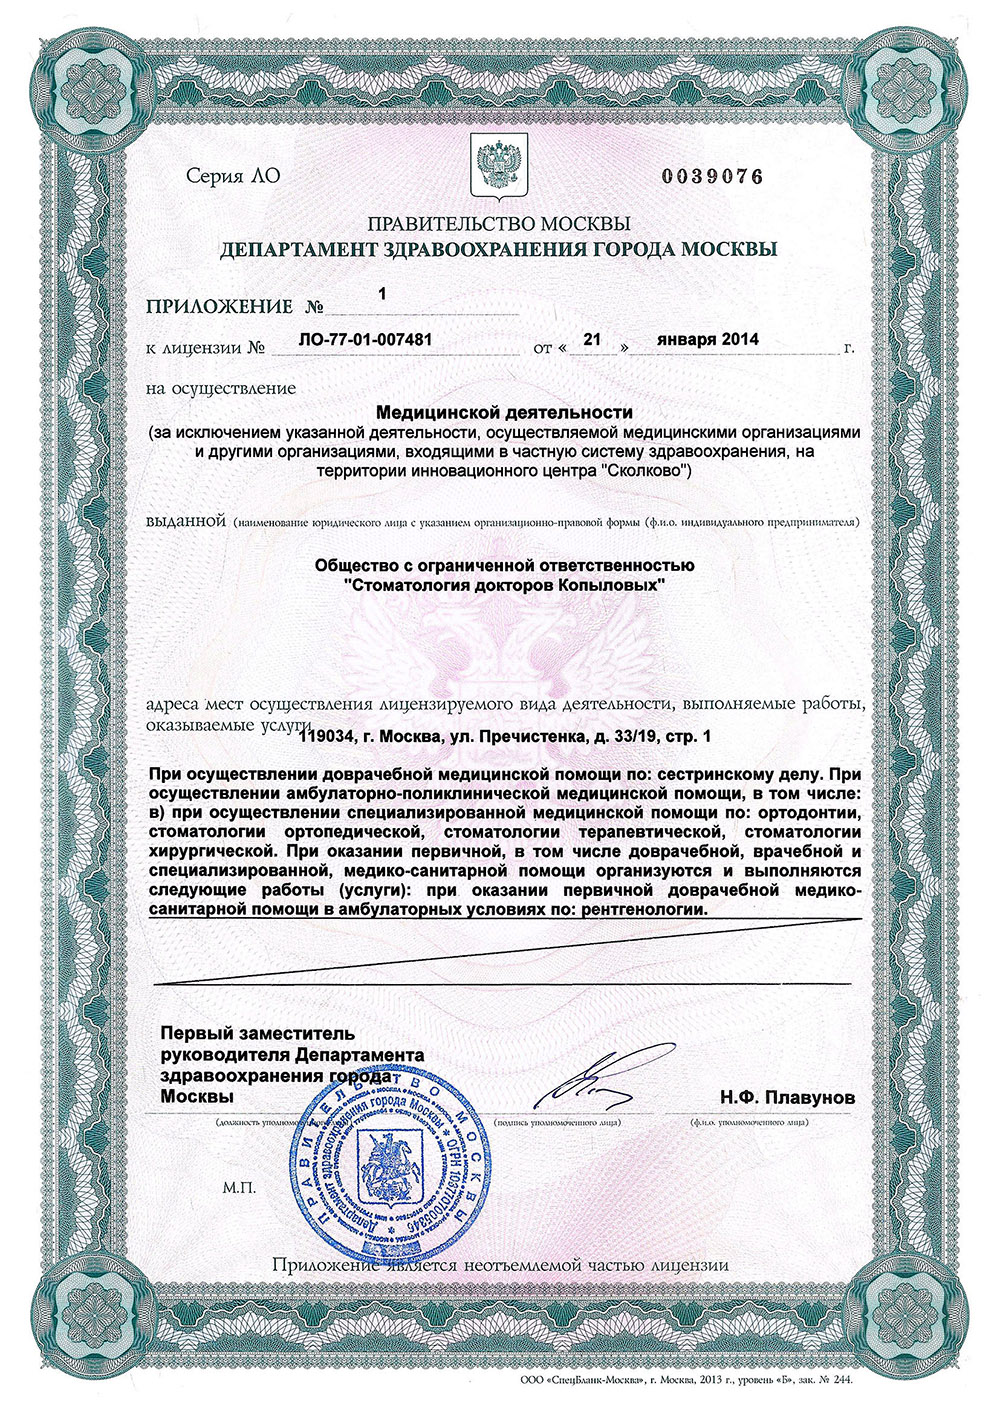 Серия ЛО
0039076
ПРАВИТЕЛЬСТВО МОСКВЫ
ДЕПАРТАМЕНТ ЗДРАВООХРАНЕНИЯ ГОРОДА МОСКВЫ
ПРИЛОЖЕНИЕ № 1
к лицензии № ЛО-77-01-007481 от « 21 » января 2014 г.
на осуществление
Медицинской деятельности
(за исключением указанной деятельности, осуществляемой медицинскими организациями
и другими организациями, входящими в частную систему здравоохранения, на
территории инновационного центра "Сколково")
выданной (наименование юридического лица с указанием организационно-правовой формы (ф.и.о. индивидуального предпринимателя)
Общество с ограниченной ответственностью
"Стоматология докторов Копыловых"
адреса мест осуществления лицензируемого вида деятельности, выполняемые работы,
оказываемые услуги
119034, г. Москва, ул. Пречистенка, д. 33/19, стр. 1
При осуществлении доврачебной медицинской помощи по: сестринскому делу. При
осуществлении амбулаторно-поликлинической медицинской помощи, в том числе:
в) при осуществлении специализированной медицинской помощи по: ортодонтии,
стоматологии ортопедической, стоматологии терапевтической, стоматологии
хирургической. При оказании первичной, в том числе доврачебной, врачебной и
специализированной, медико-санитарной помощи организуются и выполняются
следующие работы (услуги): при оказании первичной доврачебной медико-
санитарной помощи в амбулаторных условиях по: рентгенологии.
Первый заместитель
руководителя Департамента
здравоохранения города
Москвы
Н.Ф. Плавунов
(должность уполномоченного лица)
(подпись уполномоченного лица)
(ф.и.о. уполномоченного лица)
ПРАВИТЕЛЬСТВО МОСКВЫ
Департамент здравоохранения города Москвы * ОГРН 1037707005346 *
М.П.
Приложение является неотъемлемой частью лицензии
ООО «СпецБланк-Москва», г. Москва, 2013 г., уровень «Б», зак. № 244.